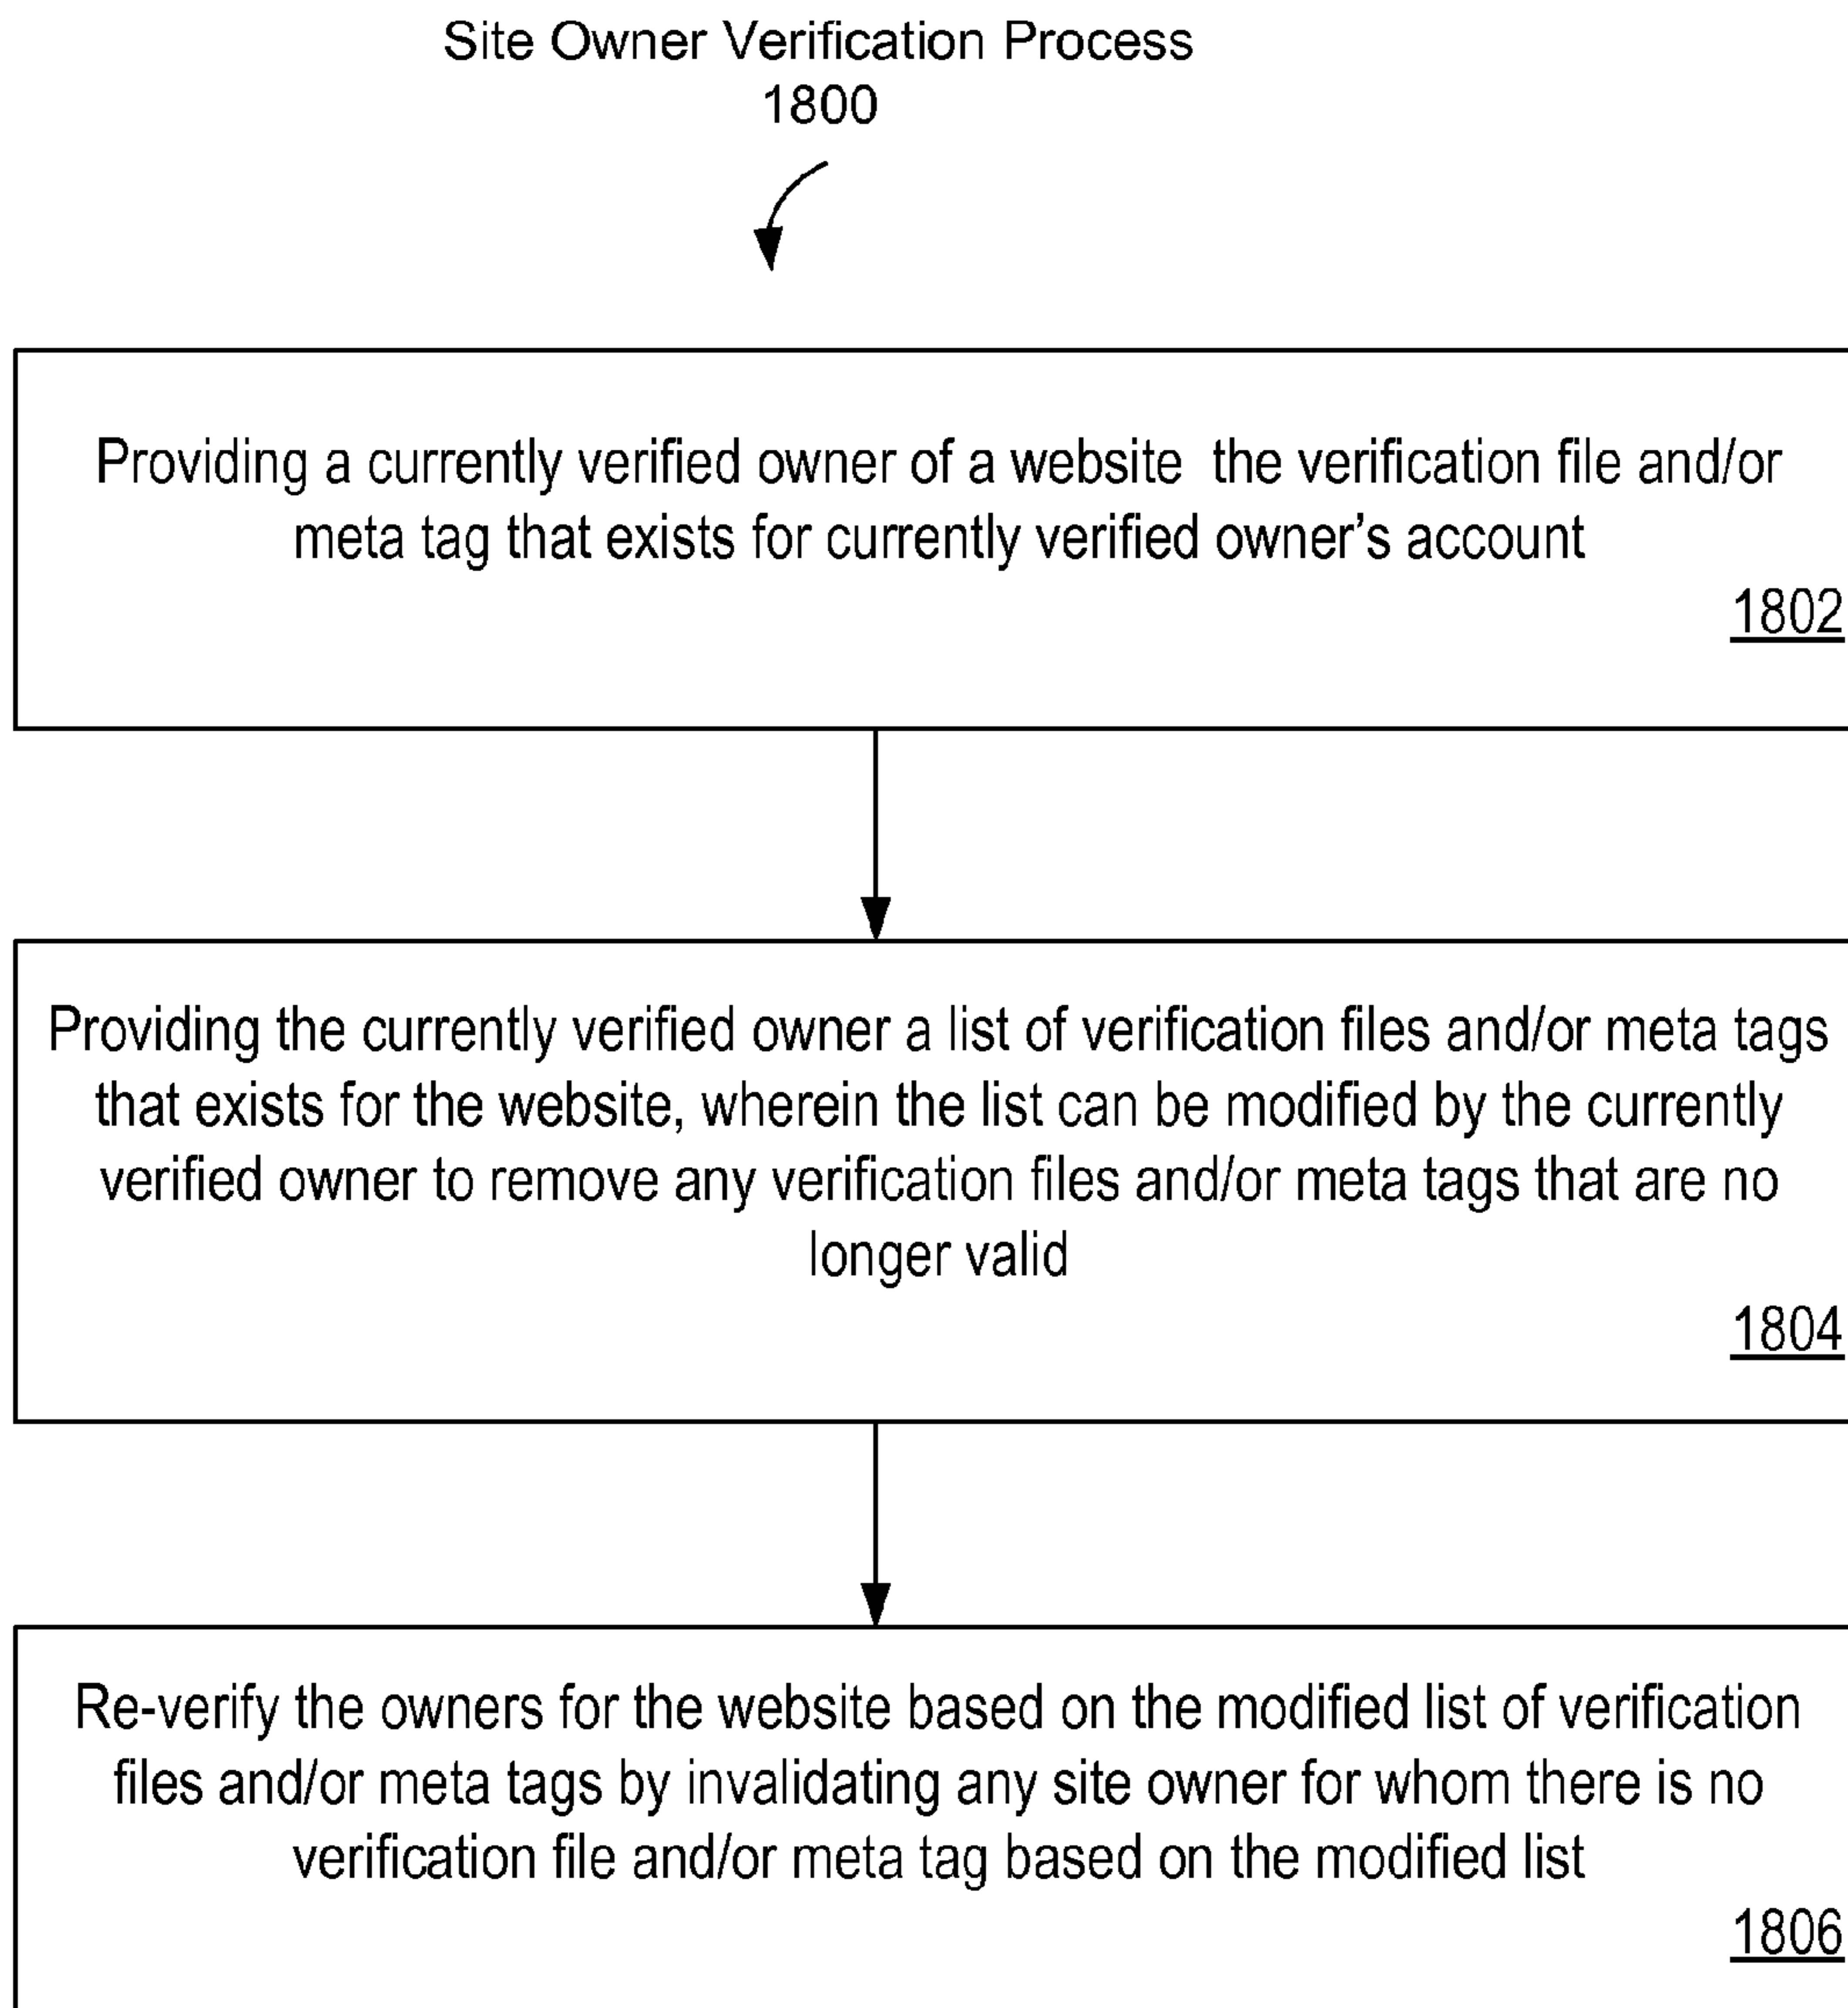 Site Owner Verification Process
1800
Providing a currently verified owner of a website the verification file and/or
meta tag that exists for currently verified owner’s account
1802
Providing the currently verified owner a list of verification files and/or meta tags
that exists for the website, wherein the list can be modified by the currently
verified owner to remove any verification files and/or meta tags that are no
longer valid
1804
Re-verify the owners for the website based on the modified list of verification
files and/or meta tags by invalidating any site owner for whom there is no
verification file and/or meta tag based on the modified list
1806